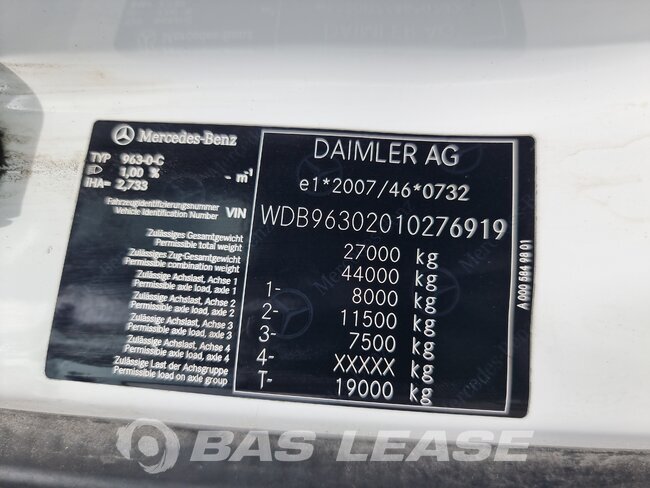 Mercedes-Benz
TYP 963-0-C
1,00 % - m⁻¹
iHA= 2,733
Fahrzeugidentifizierungsnummer
Vehicle Identification Number VIN
Zulässiges Gesamtgewicht
Permissible total weight
Zulässiges Zug-Gesamtgewicht
Permissible combination weight
Zulässige Achslast, Achse 1
Permissible axle load, axle 1
Zulässige Achslast, Achse 2
Permissible axle load, axle 2
Zulässige Achslast, Achse 3
Permissible axle load, axle 3
Zulässige Achslast, Achse 4
Permissible axle load, axle 4
Zulässige Last der Achsgruppe
Permissible load on axle group
DAIMLER AG
e1*2007/46*0732
WDB96302010276919
27000 kg
44000 kg
1- 8000 kg
2- 11500 kg
3- 7500 kg
4- XXXXX kg
T- 19000 kg
A 000 584 98 01
BAS LEASE